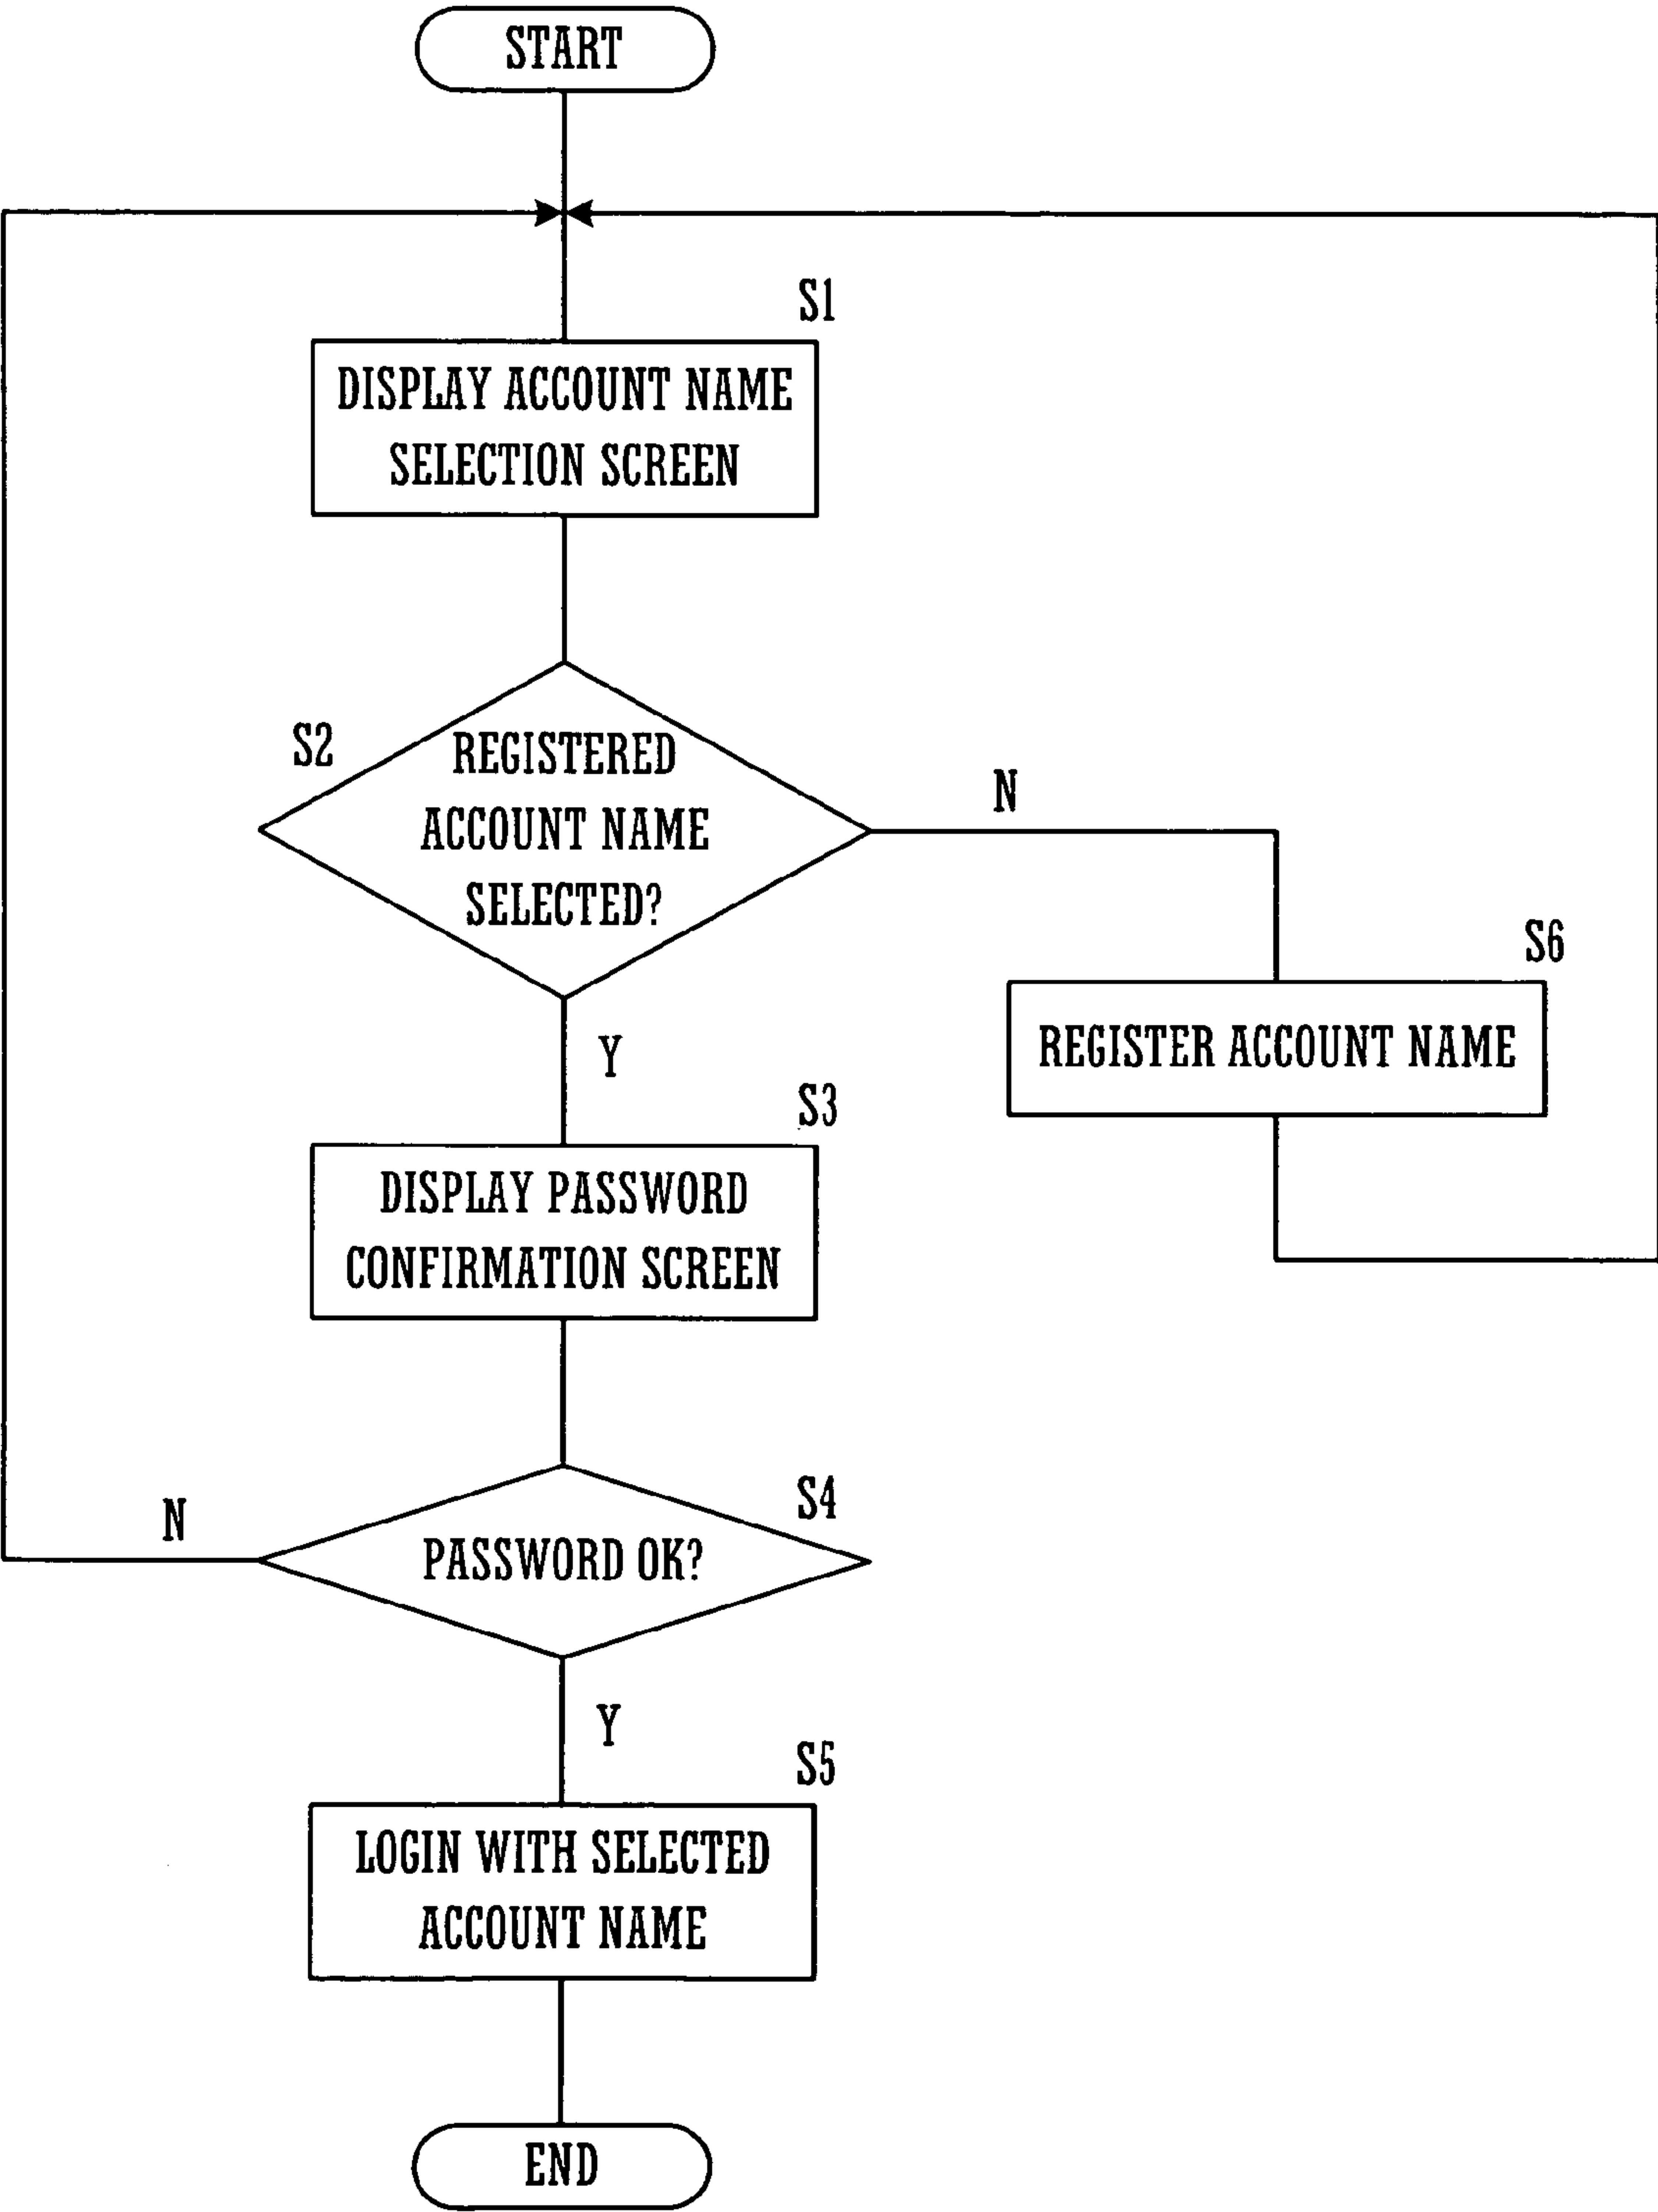 START
S1
DISPLAY ACCOUNT NAME
SELECTION SCREEN
S2
REGISTERED
ACCOUNT NAME
SELECTED?
N
Y
S6
REGISTER ACCOUNT NAME
S3
DISPLAY PASSWORD
CONFIRMATION SCREEN
S4
PASSWORD OK?
N
Y
S5
LOGIN WITH SELECTED
ACCOUNT NAME
END